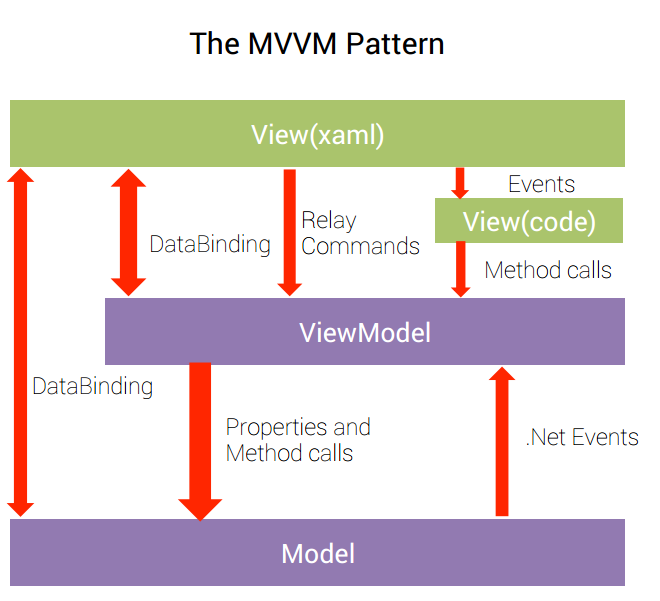 The MVVM Pattern
View(xaml)
Events
View(code)
Relay
Commands
DataBinding
Method calls
ViewModel
DataBinding
Properties and
Method calls
.Net Events
Model